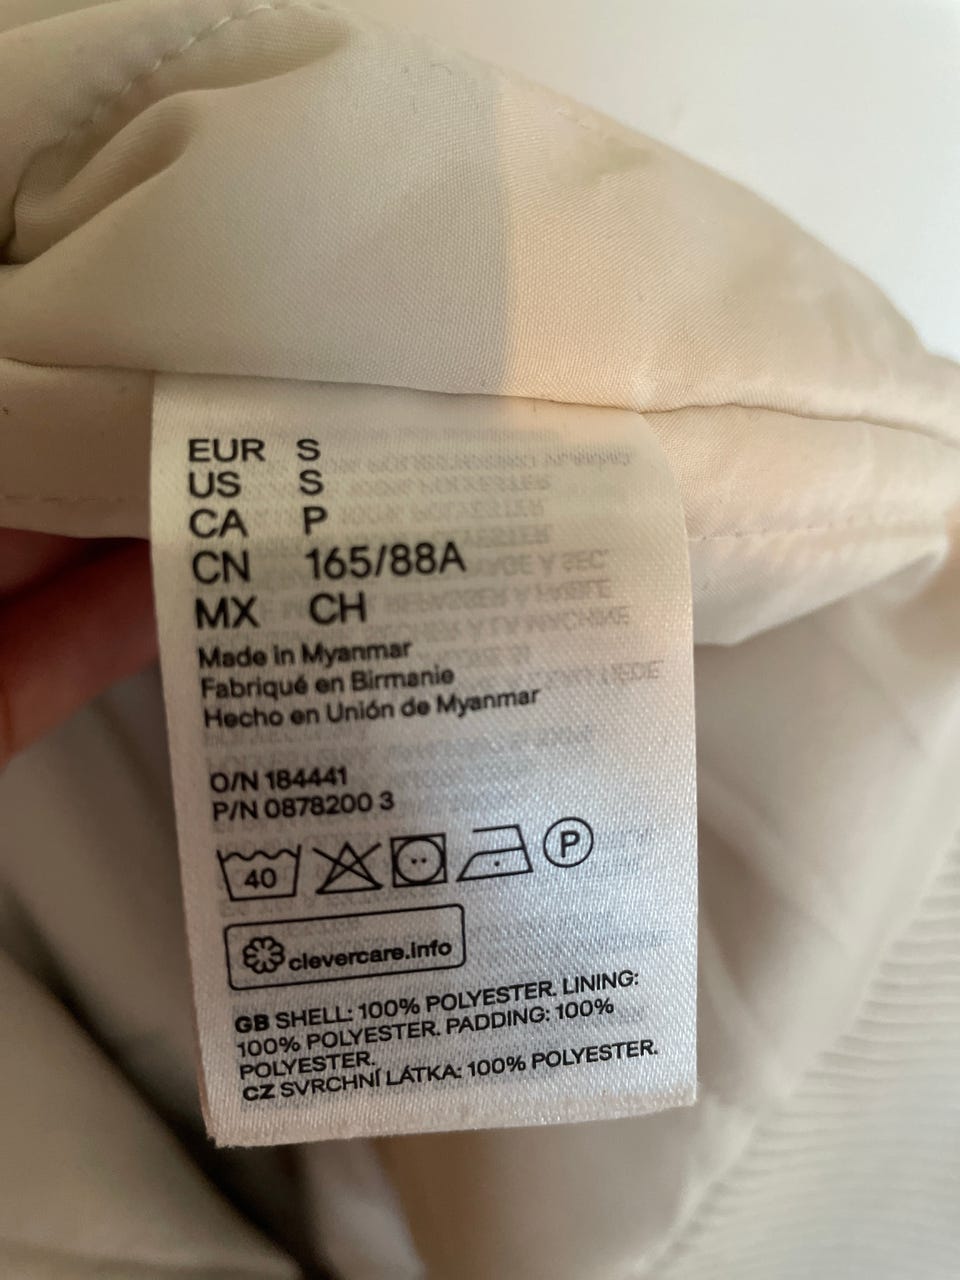 EUR S
US S
CA P
CN 165/88A
MX CH
Made in Myanmar
Fabriqué en Birmanie
Hecho en Unión de Myanmar
O/N 184441
P/N 0878200 3
40
P
clevercare.info
GB SHELL: 100% POLYESTER. LINING:
100% POLYESTER. PADDING: 100%
POLYESTER.
CZ SVRCHNÍ LÁTKA: 100% POLYESTER.